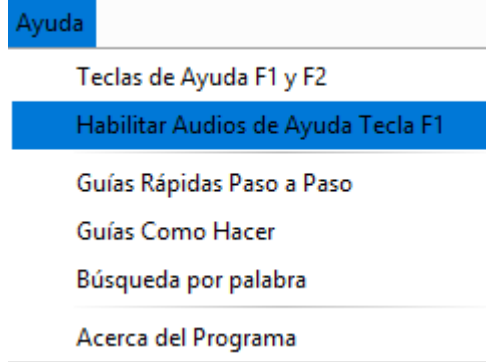 Ayuda
Teclas de Ayuda F1 y F2
Habilitar Audios de Ayuda Tecla F1
Guías Rápidas Paso a Paso
Guías Como Hacer
Búsqueda por palabra
Acerca del Programa